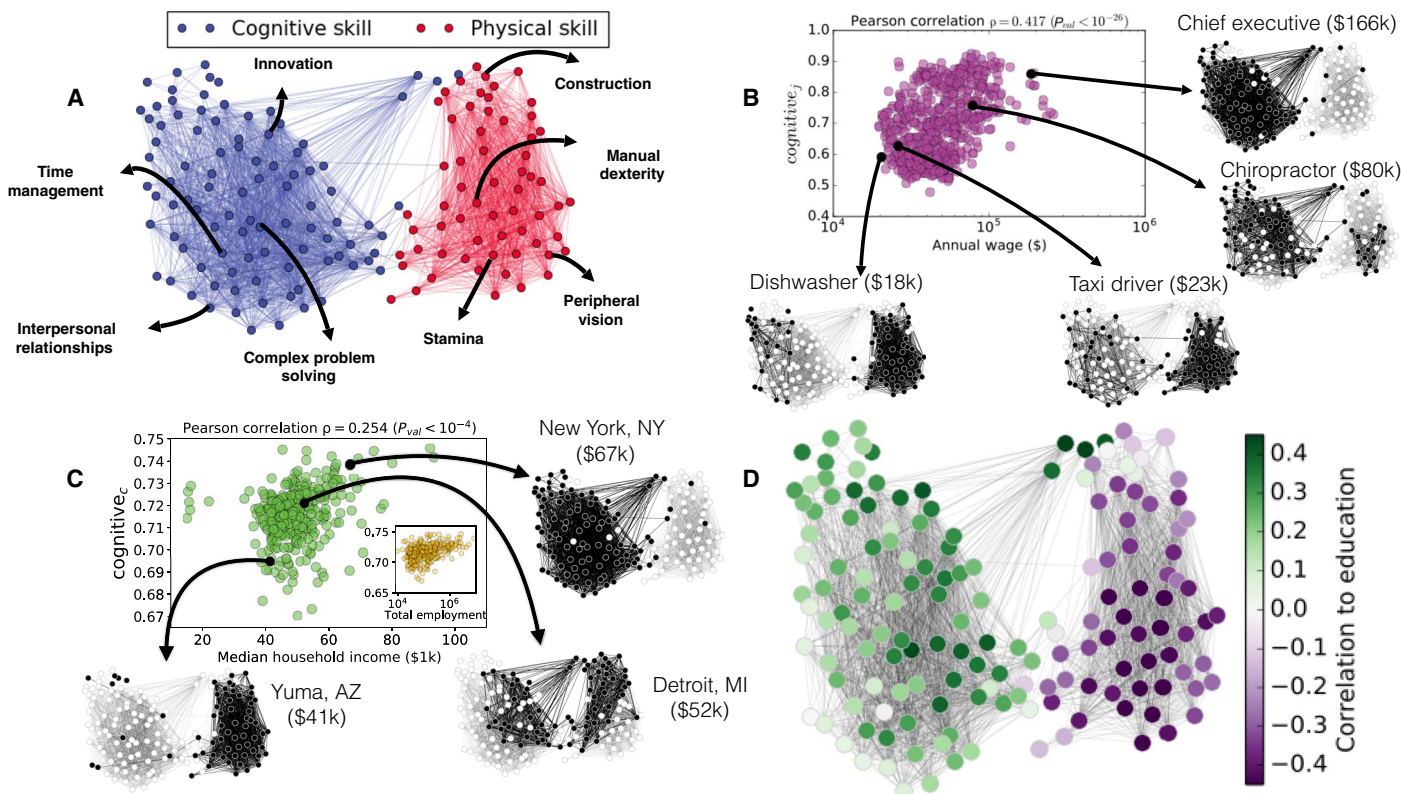 Cognitive skill
Physical skill
A
Innovation
Construction
Time
management
Manual
dexterity
Interpersonal
relationships
Complex problem
solving
Stamina
Peripheral
vision
B
Pearson correlation ρ = 0.417 (P_val < 10^−26)
cognitive_j
1.0
0.9
0.8
0.7
0.6
0.5
0.4
10^4
10^5
10^6
Annual wage ($)
Chief executive ($166k)
Chiropractor ($80k)
Dishwasher ($18k)
Taxi driver ($23k)
C
Pearson correlation ρ = 0.254 (P_val < 10^−4)
cognitive_c
0.75
0.74
0.73
0.72
0.71
0.70
0.69
0.68
0.67
20
40
60
80
100
Median household income ($1k)
0.75
0.70
0.65
10^4
10^6
Total employment
New York, NY
($67k)
Yuma, AZ
($41k)
Detroit, MI
($52k)
D
0.4
0.3
0.2
0.1
0.0
−0.1
−0.2
−0.3
−0.4
Correlation to education